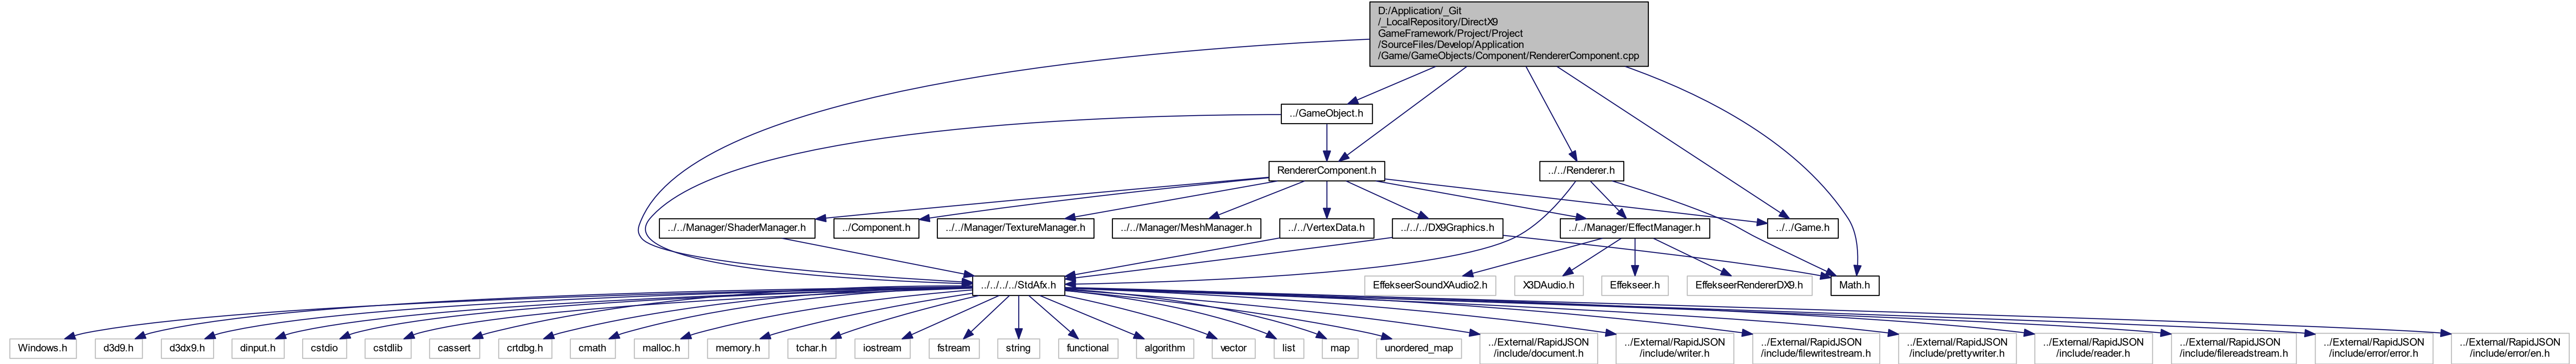 D:/Application/_Git
/_LocalRepository/DirectX9
GameFramework/Project/Project
/SourceFiles/Develop/Application
/Game/GameObjects/Component/RendererComponent.cpp
../GameObject.h
RendererComponent.h
../../Renderer.h
../../Manager/ShaderManager.h
../Component.h
../../Manager/TextureManager.h
../../Manager/MeshManager.h
../../VertexData.h
../../../DX9Graphics.h
../../Manager/EffectManager.h
../../Game.h
../../../../StdAfx.h
EffekseerSoundXAudio2.h
X3DAudio.h
Effekseer.h
EffekseerRendererDX9.h
Math.h
Windows.h
d3d9.h
d3dx9.h
dinput.h
cstdio
cstdlib
cassert
crtdbg.h
cmath
malloc.h
memory.h
tchar.h
iostream
fstream
string
functional
algorithm
vector
list
map
unordered_map
../External/RapidJSON
/include/document.h
../External/RapidJSON
/include/writer.h
../External/RapidJSON
/include/filewritestream.h
../External/RapidJSON
/include/prettywriter.h
../External/RapidJSON
/include/reader.h
../External/RapidJSON
/include/filereadstream.h
../External/RapidJSON
/include/error/error.h
../External/RapidJSON
/include/error/en.h